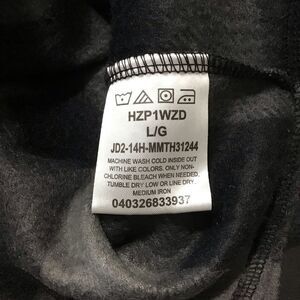 HZP1WZD
L/G
JD2-14H-MMTH31244
MACHINE WASH COLD INSIDE OUT
WITH LIKE COLORS. ONLY NON-
CHLORINE BLEACH WHEN NEEDED.
TUMBLE DRY LOW OR LINE DRY.
MEDIUM IRON
040326833937